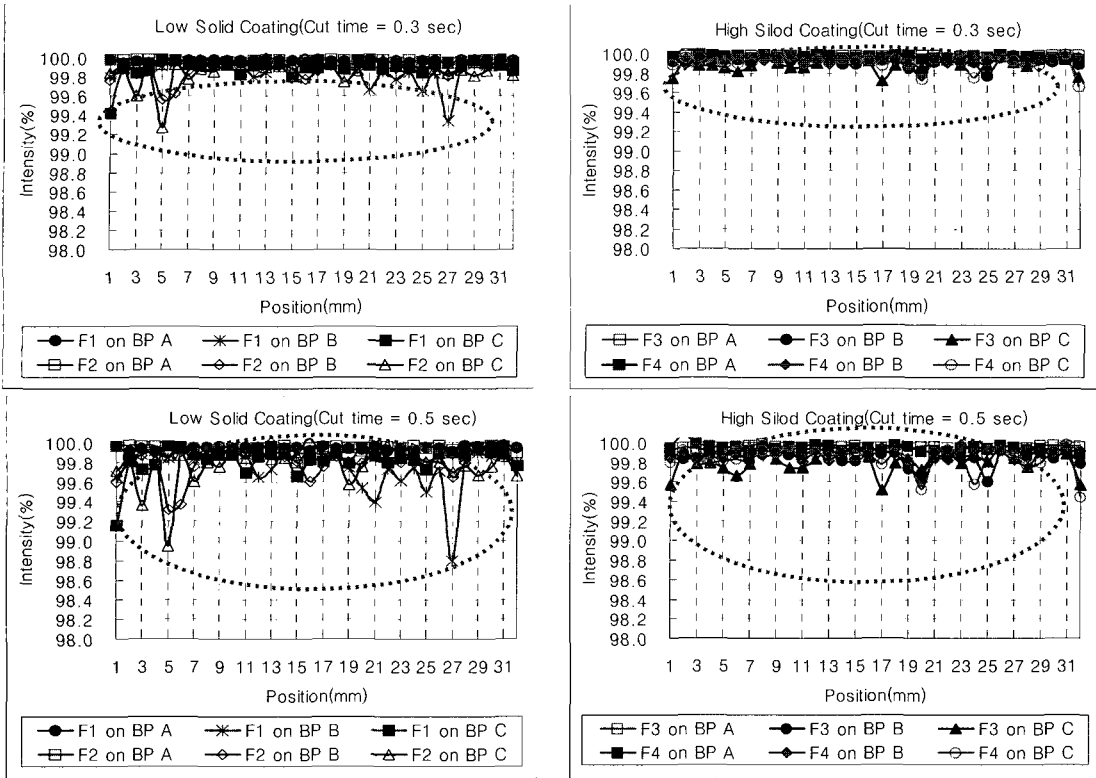 Low Solid Coating(Cut time = 0.3 sec)
100.0
99.8
99.6
99.4
99.2
99.0
98.8
98.6
98.4
98.2
98.0
Intensity(%)
1 3 5 7 9 11 13 15 17 19 21 23 25 27 29 31
Position(mm)
F1 on BP A F1 on BP B F1 on BP C
F2 on BP A F2 on BP B F2 on BP C
High Silod Coating(Cut time = 0.3 sec)
100.0
99.8
99.6
99.4
99.2
99.0
98.8
98.6
98.4
98.2
98.0
Intensity(%)
1 3 5 7 9 11 13 15 17 19 21 23 25 27 29 31
Position(mm)
F3 on BP A F3 on BP B F3 on BP C
F4 on BP A F4 on BP B F4 on BP C
Low Solid Coating(Cut time = 0.5 sec)
100.0
99.8
99.6
99.4
99.2
99.0
98.8
98.6
98.4
98.2
98.0
Intensity(%)
1 3 5 7 9 11 13 15 17 19 21 23 25 27 29 31
Position(mm)
F1 on BP A F1 on BP B F1 on BP C
F2 on BP A F2 on BP B F2 on BP C
High Silod Coating(Cut time = 0.5 sec)
100.0
99.8
99.6
99.4
99.2
99.0
98.8
98.6
98.4
98.2
98.0
Intensity(%)
1 3 5 7 9 11 13 15 17 19 21 23 25 27 29 31
Position(mm)
F3 on BP A F3 on BP B F3 on BP C
F4 on BP A F4 on BP B F4 on BP C